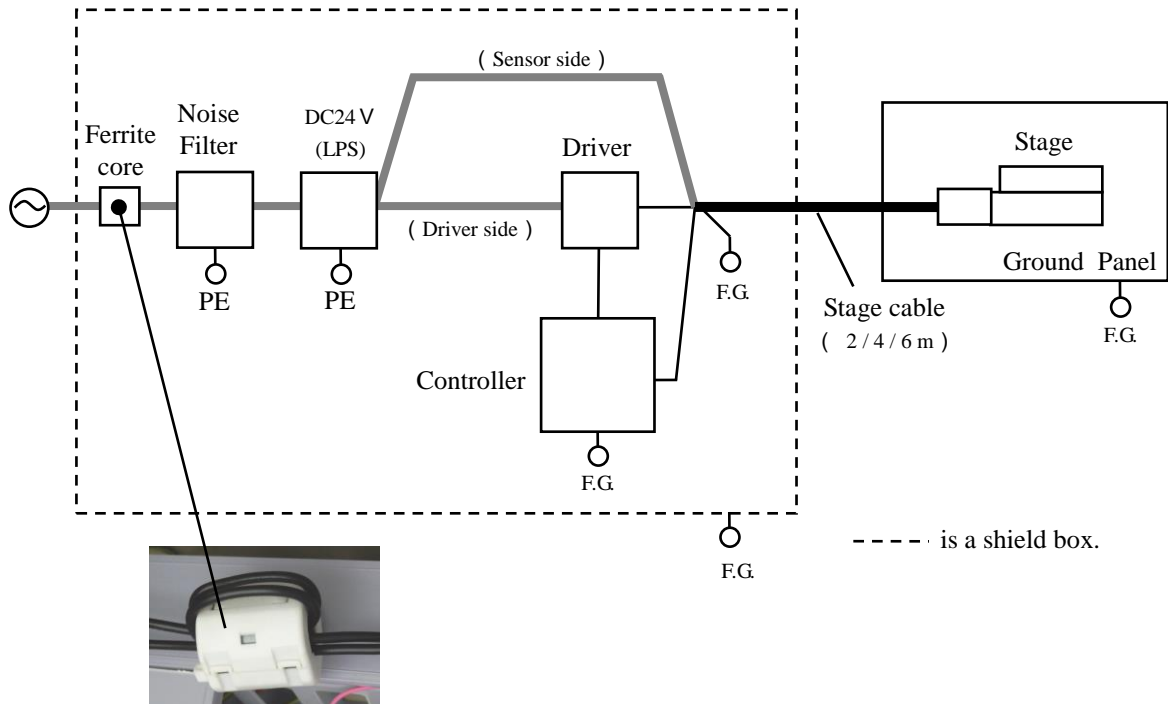 ( Sensor side )
Noise
Filter
DC24V
(LPS)
Ferrite
core
Driver
Stage
( Driver side )
PE
PE
F.G.
Ground Panel
F.G.
Stage cable
( 2 / 4 / 6 m )
Controller
F.G.
F.G.
is a shield box.